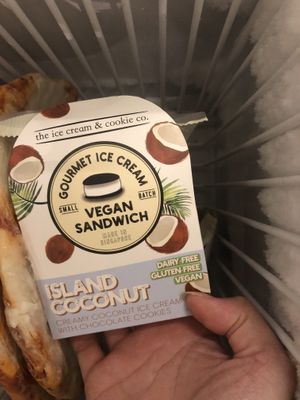 the ice cream & cookie co.
GOURMET ICE CREAM
SMALL BATCH
VEGAN
SANDWICH
MADE IN
SINGAPORE
DAIRY FREE
GLUTEN FREE
VEGAN
ISLAND
COCONUT
CREAMY COCONUT ICE CREAM
WITH CHOCOLATE COOKIES